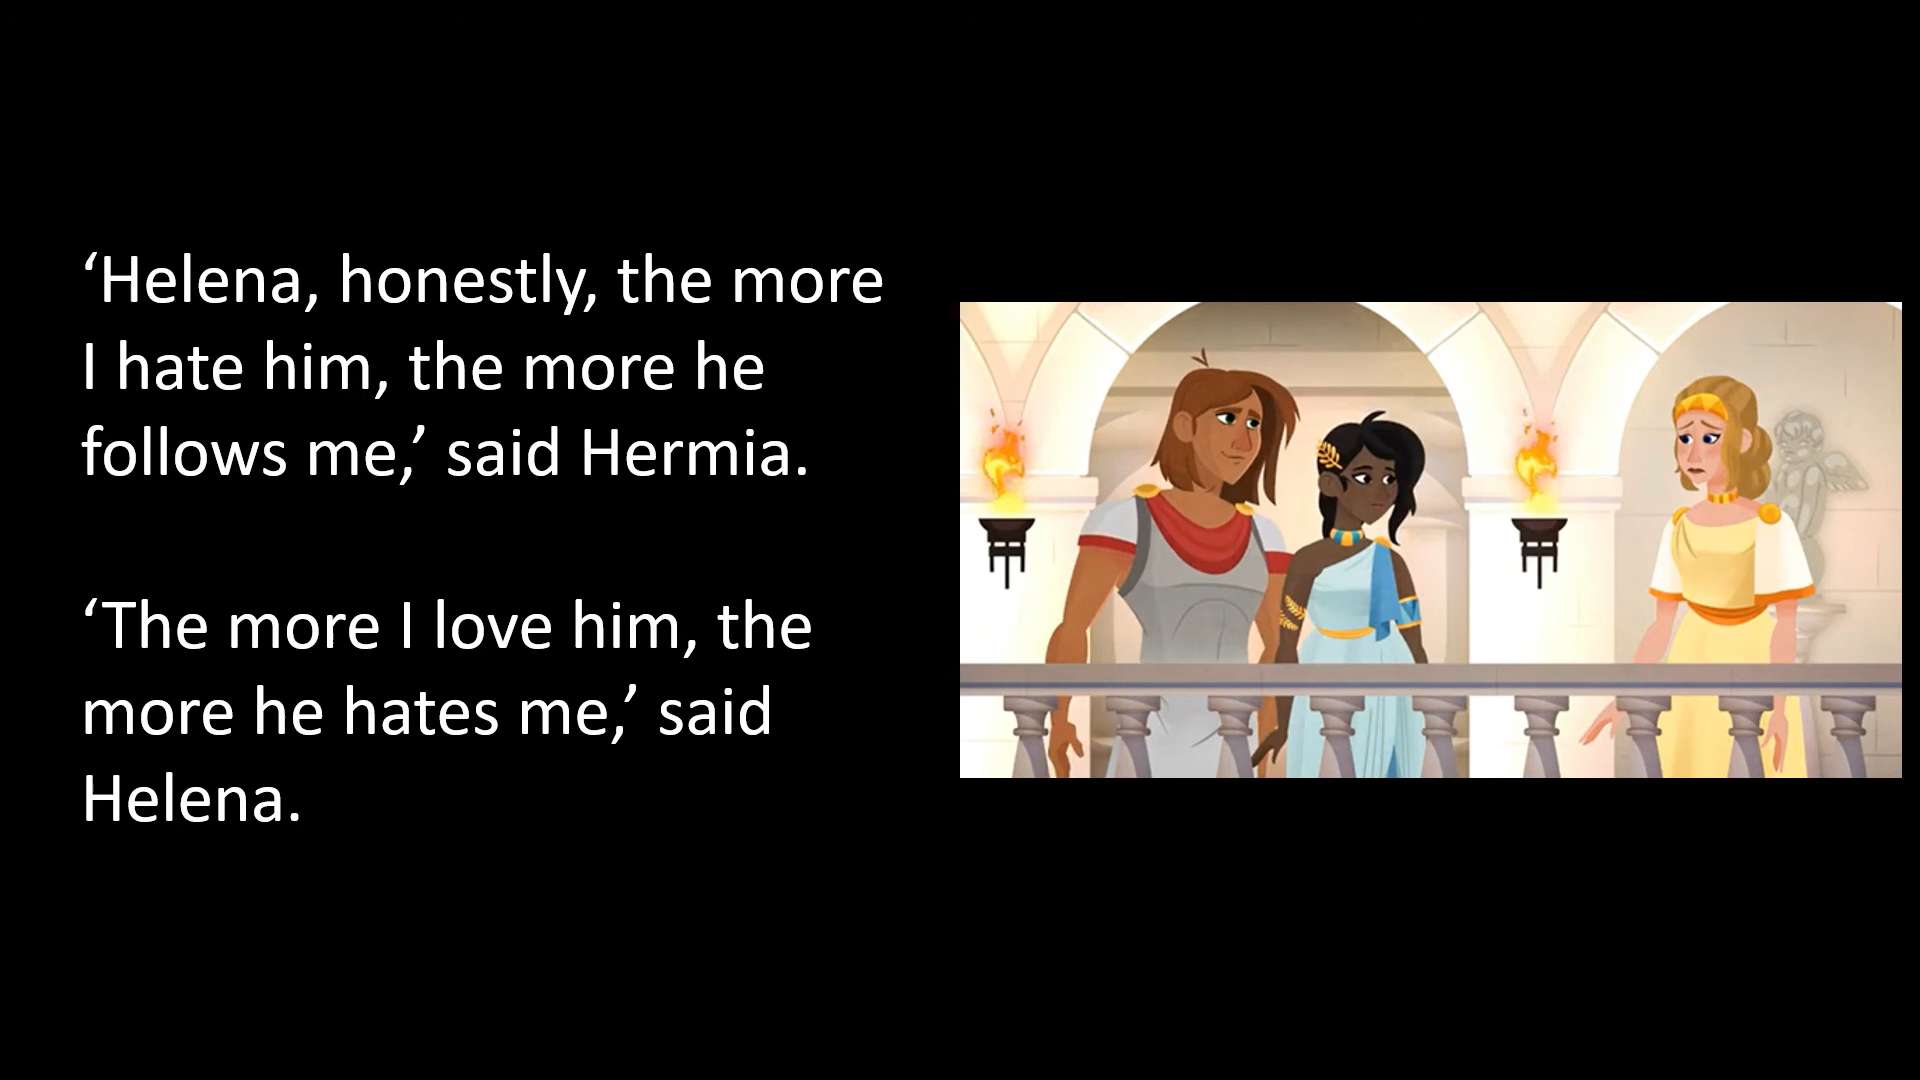 ‘Helena, honestly, the more
I hate him, the more he
follows me,’ said Hermia.
‘The more I love him, the
more he hates me,’ said
Helena.